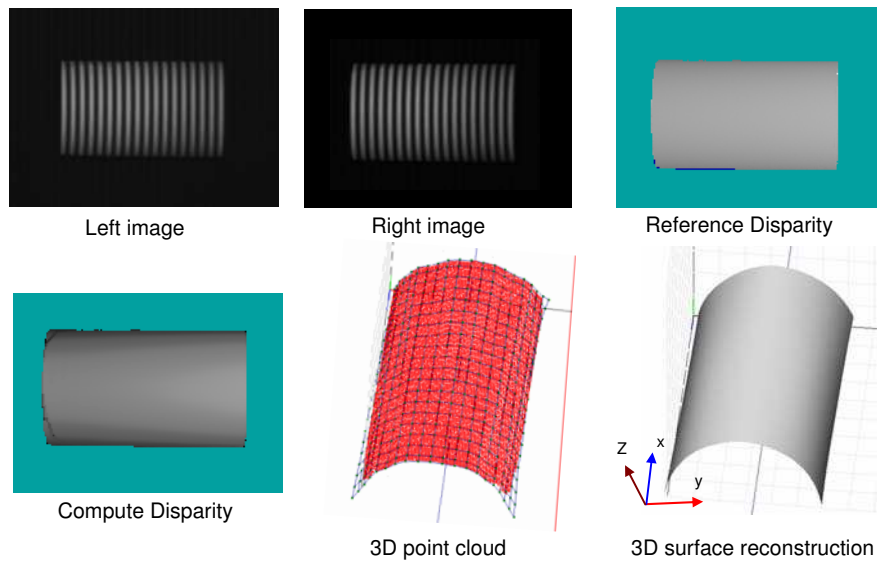 Left image
Right image
Reference Disparity
Compute Disparity
3D point cloud
Z
x
y
3D surface reconstruction